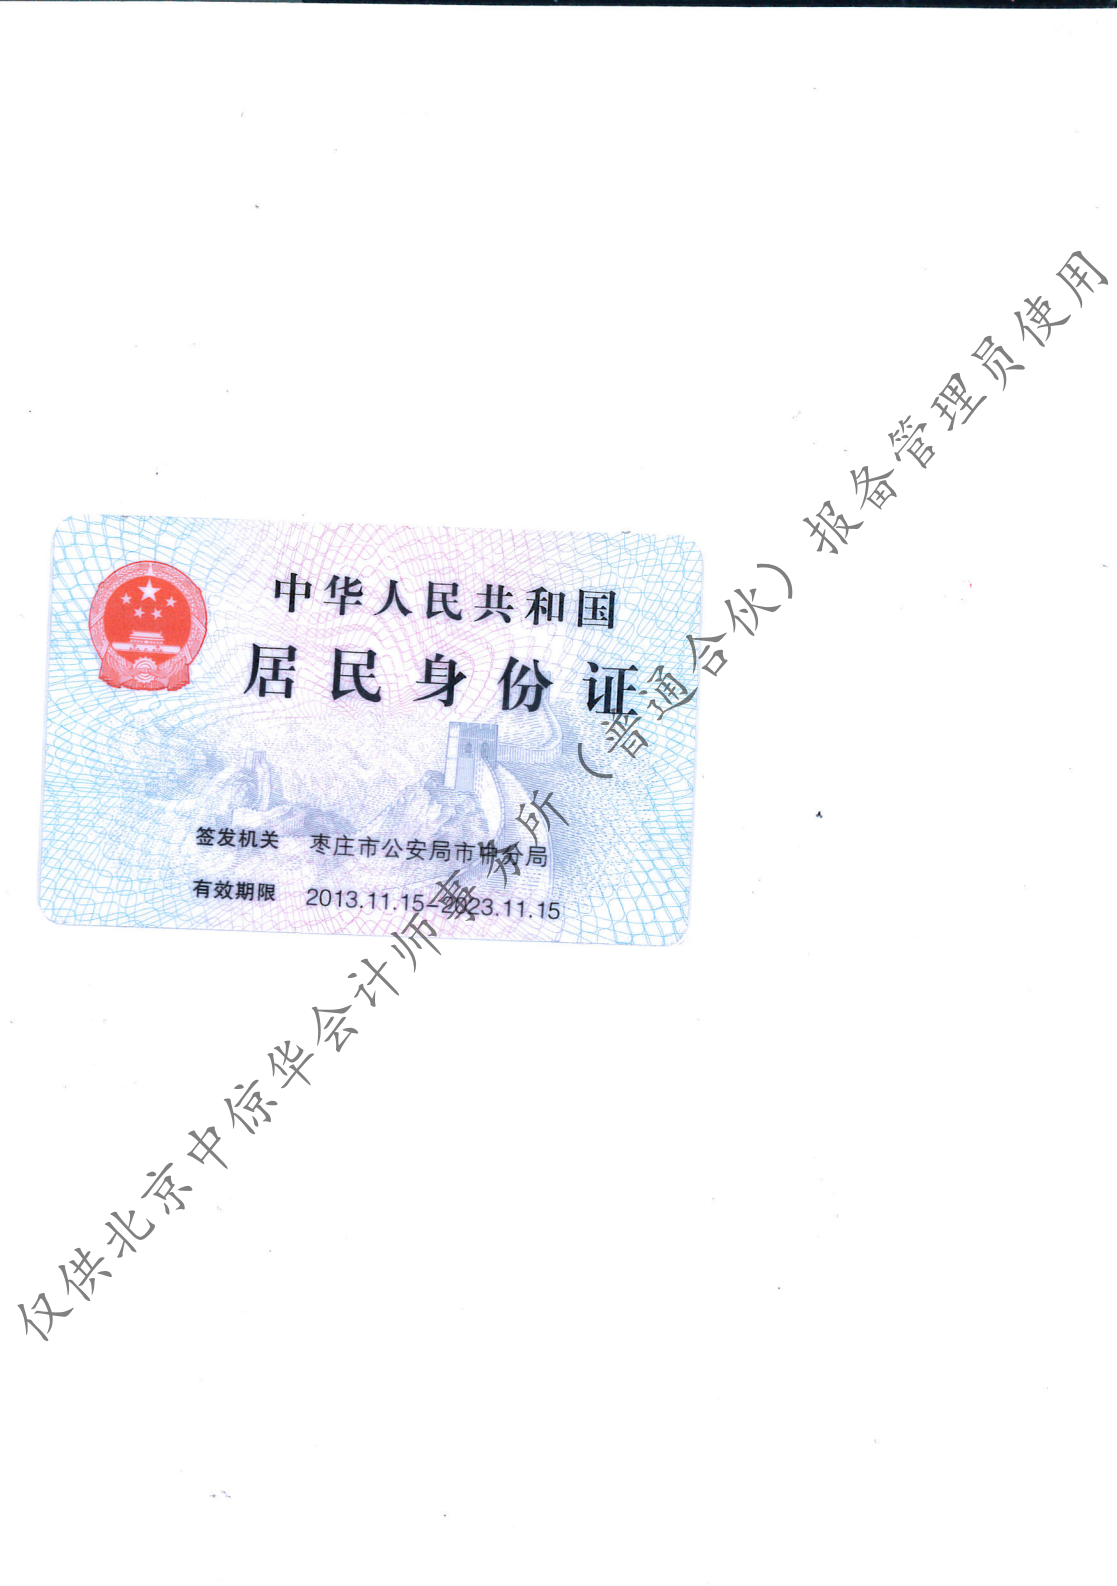 中华人民共和国
居民身份证
签发机关 枣庄市公安局市中分局
有效期限 2013.11.15-2023.11.15
仅供北京中倞华会计师事务所（普通合伙）报备管理员使用